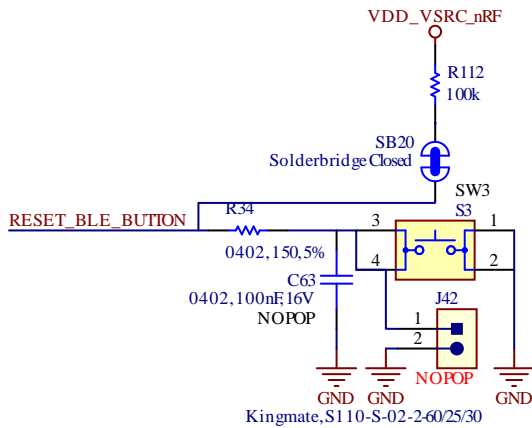 VDD_VSRC_nRF
R112
100k
SB20
Solderbridge Closed
SW3
RESET_BLE_BUTTON
R34
S3
3
1
0402,150,5%
4
2
C63
0402,100nF,16V
J42
NOPOP
1
2
NOPOP
GND
GND
GND
Kingmate,S110-S-02-2-60/25/30